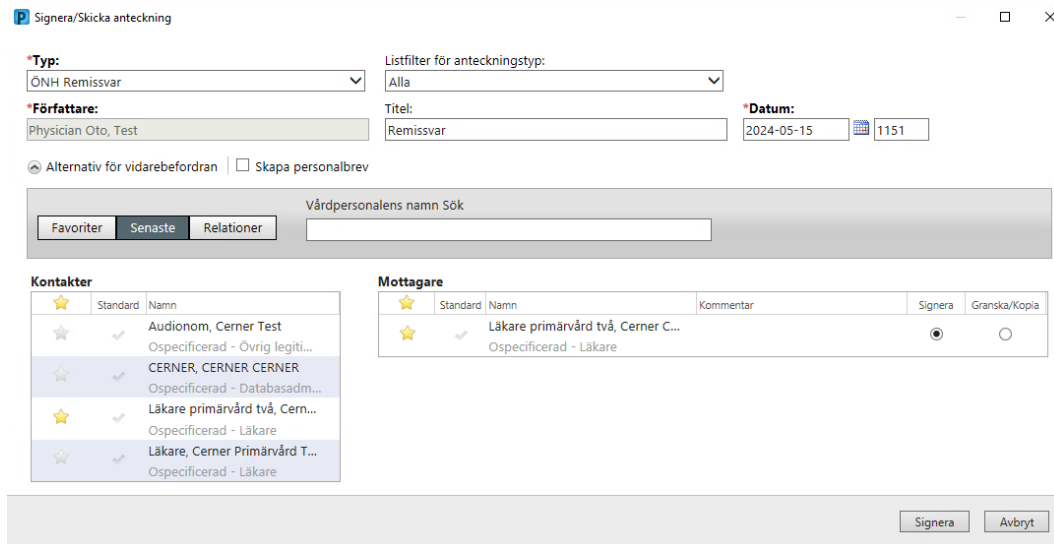 P Signera/Skicka anteckning
*Typ: Listfilter för anteckningstyp:
ÖNH Remissvar Alla
*Författare: Titel: *Datum:
Physician Oto, Test Remissvar 2024-05-15 1151
Alternativ för vidarebefordran Skapa personalbrev
Vårdpersonalens namn Sök
Favoriter Senaste Relationer
Kontakter Mottagare
Standard Namn Standard Namn Kommentar Signera Granska/Kopia
Audionom, Cerner Test Läkare primärvård två, Cerner C...
Ospecificerad - Övrig legiti... Ospecificerad - Läkare
CERNER, CERNER CERNER
Ospecificerad - Databasadm...
Läkare primärvård två, Cern...
Ospecificerad - Läkare
Läkare, Cerner Primärvård T...
Ospecificerad - Läkare
Signera Avbryt